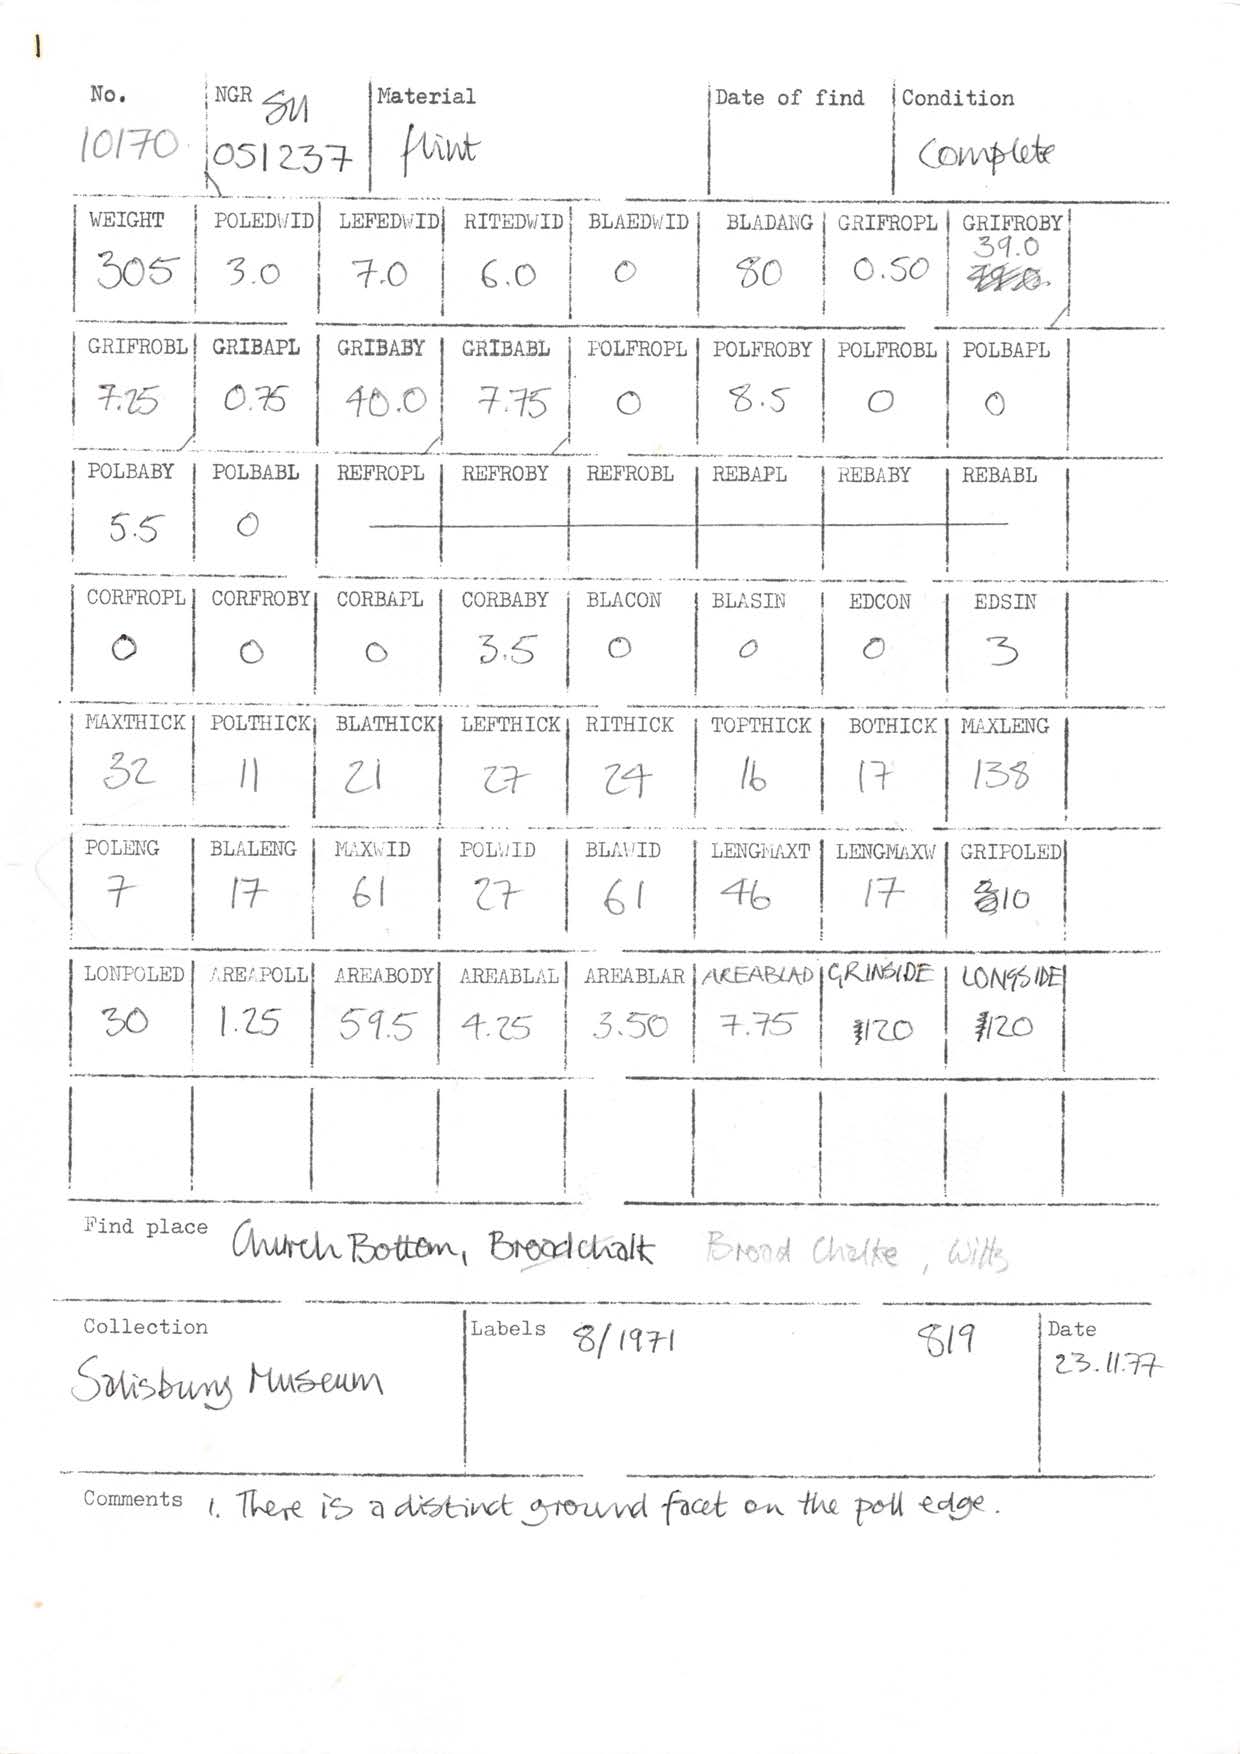 No. NGR SU Material Date of find Condition
10170 051237 flint Complete
WEIGHT POLEDWID LEFEDWID RITEDWID BLAEDWID BLADANG GRIFROPL GRIFROBY
305 3.0 7.0 6.0 0 80 0.50 39.0
GRIFROBL GRIBAPL GRIBABY GRIBABL POLFROPL POLFROBY POLFROBL POLBAPL
7.25 0.75 40.0 7.75 0 8.5 0 0
POLBABY POLBABL REFROPL REFROBY REFROBL REBAPL REBABY REBABL
5.5 0
CORFROPL CORFROBY CORBAPL CORBABY BLACON BLASIN EDCON EDSIN
0 0 0 3.5 0 0 0 3
MAXTHICK POLTHICK BLATHICK LEFTHICK RITHICK TOPTHICK BOTHICK MAXLENG
32 11 21 27 24 16 17 138
POLENG BLALENG MAXWID POLWID BLAWID LENGMAXT LENGMAXW GRIPOLED
7 17 61 27 61 46 17 10
LONPOLED AREAPOLL AREABODY AREABLAL AREABLAR AREABLAD GRINSIDE LONGSIDE
30 1.25 59.5 4.25 3.50 7.75 120 120
Find place Church Bottom, Broadchalk Broad Chalke, Wilts
Collection Labels 8/1971 819 Date
Salisbury Museum 23.11.77
Comments 1. There is a distinct ground facet on the poll edge.